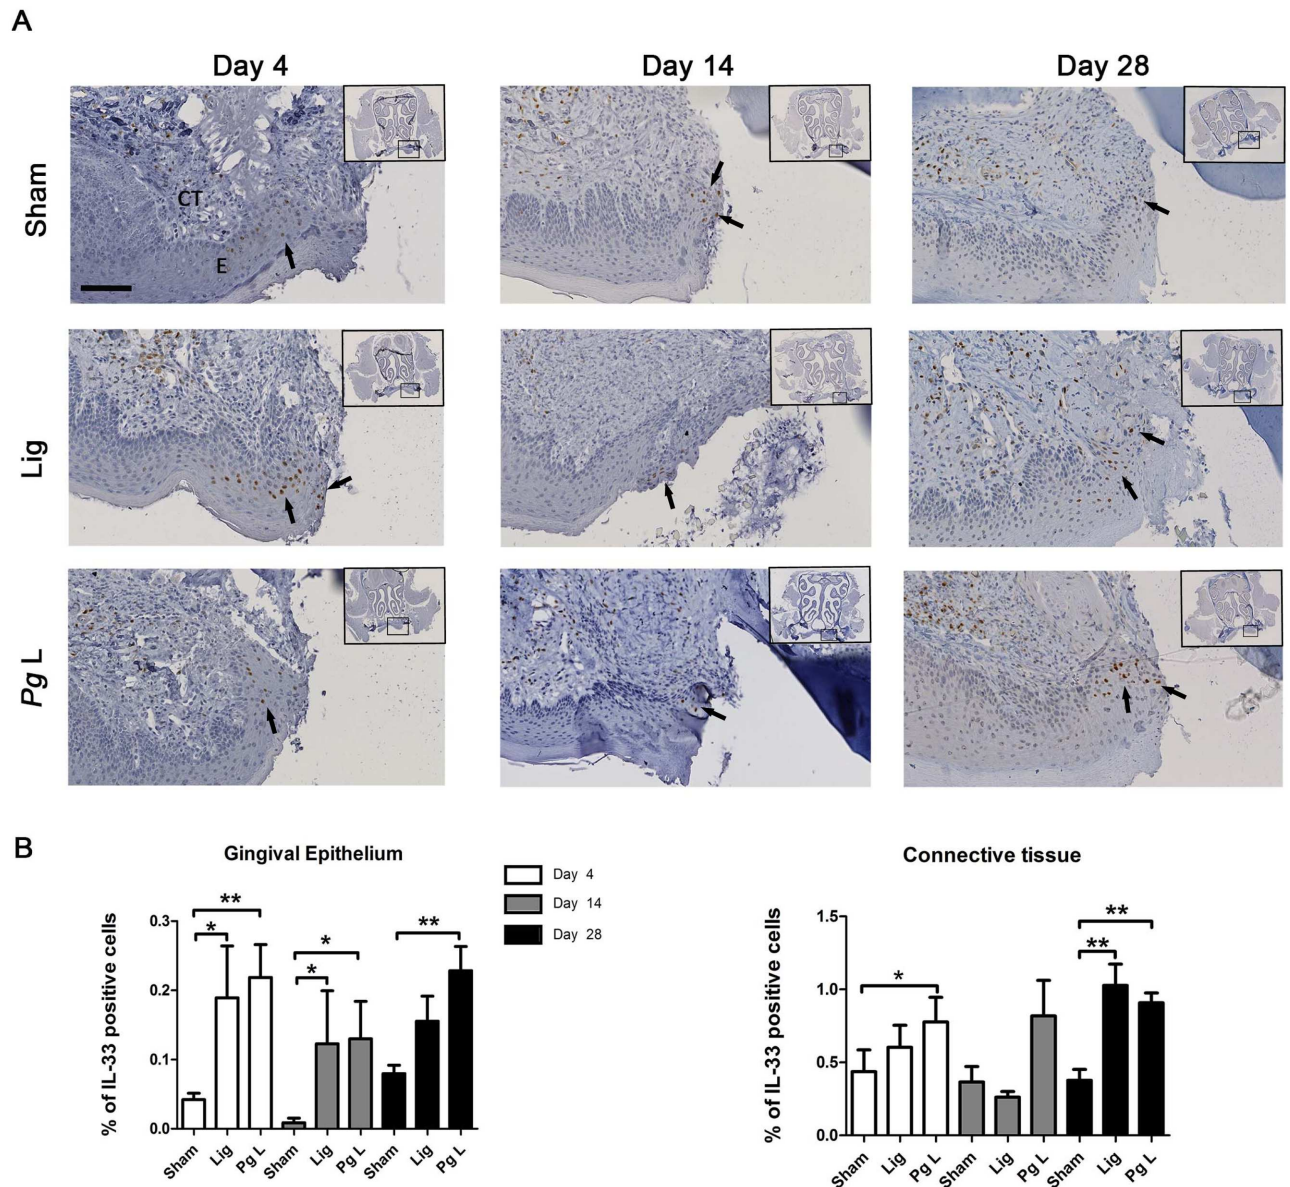 A
Day 4
Day 14
Day 28
Sham
CT
E
Lig
Pg L
B
Gingival Epithelium
Day 4
Day 14
Day 28
% of IL-33 positive cells
0.3
0.2
0.1
0.0
**
*
*
*
**
Sham
Lig
Pg L
Sham
Lig
Pg L
Sham
Lig
Pg L
Connective tissue
% of IL-33 positive cells
1.5
1.0
0.5
0.0
*
**
**
Sham
Lig
Pg L
Sham
Lig
Pg L
Sham
Lig
Pg L